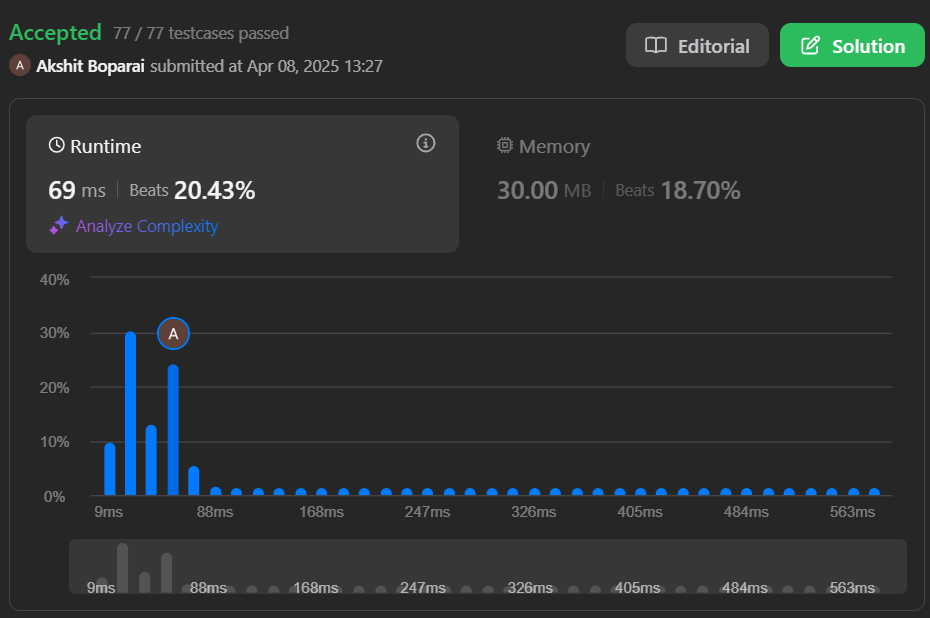 Accepted 77 / 77 testcases passed
Editorial
Solution
A Akshit Boparai submitted at Apr 08, 2025 13:27
Runtime
Memory
69 ms Beats 20.43%
30.00 MB Beats 18.70%
Analyze Complexity
40%
30%
A
20%
10%
0%
9ms 88ms 168ms 247ms 326ms 405ms 484ms 563ms
9ms 88ms 168ms 247ms 326ms 405ms 484ms 563ms